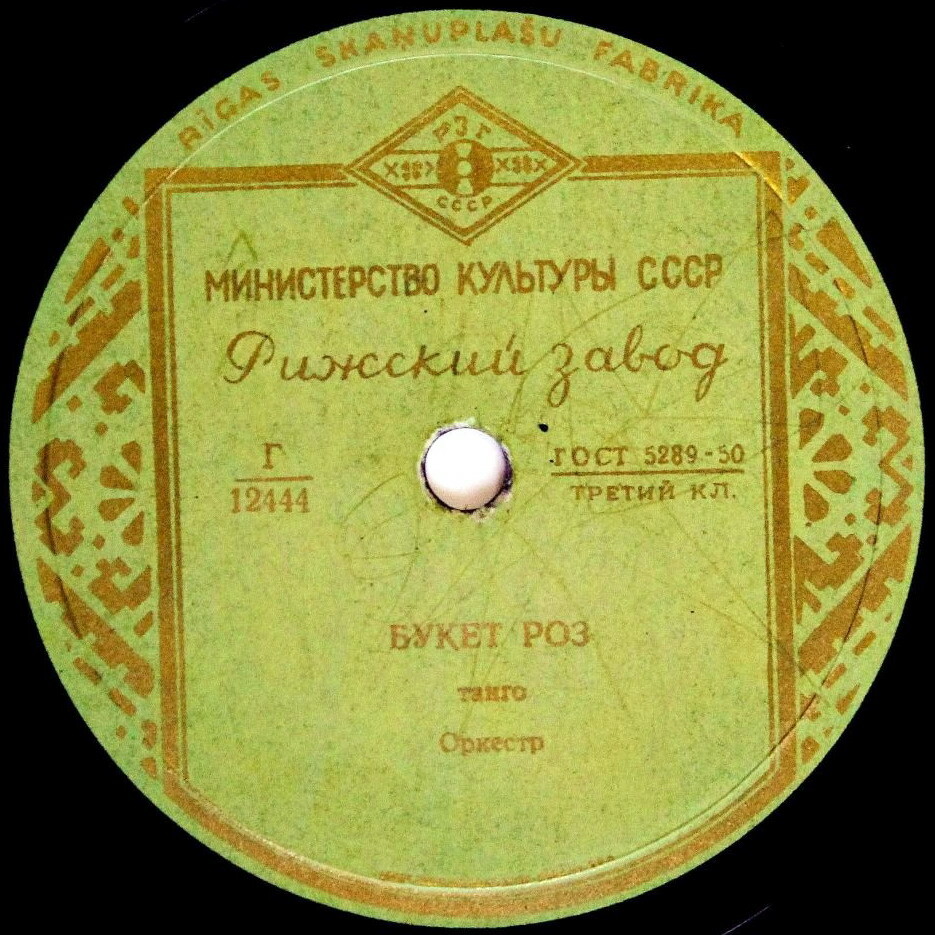 RĪGAS SKAŅUPLAŠU FABRIKA
РЗГ
СССР
МИНИСТЕРСТВО КУЛЬТУРЫ СССР
Рижский завод
Г
12444
ГОСТ 5289-50
ТРЕТИЙ КЛ.
БУКЕТ РОЗ
танго
Оркестр